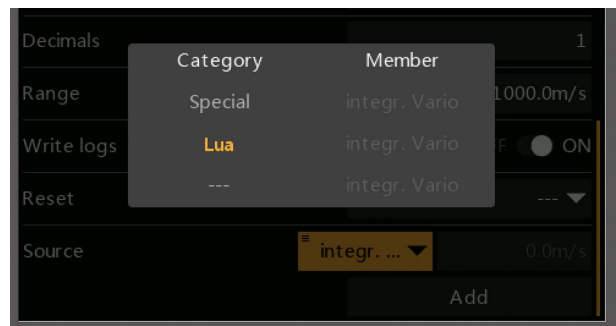 Decimals 1
Category Member
Range Special integr. Vario 1000.0m/s
Write logs Lua integr. Vario F ON
--- integr. Vario
Reset --- 
Source integr. ... 0.0m/s
Add